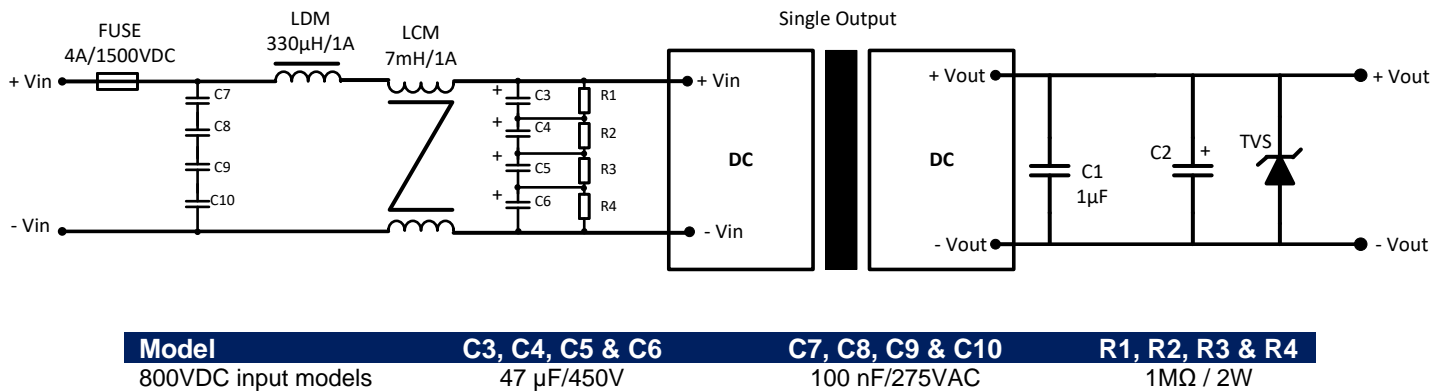 Single Output
FUSE
4A/1500VDC
LDM
330µH/1A
LCM
7mH/1A
+ Vin
C7
C8
C9
C10
- Vin
+ C3
+ C4
+ C5
+ C6
R1
R2
R3
R4
+ Vin
DC
- Vin
+ Vout
DC
- Vout
C1
1µF
C2 +
TVS
+ Vout
- Vout
Model C3, C4, C5 & C6 C7, C8, C9 & C10 R1, R2, R3 & R4
800VDC input models 47 µF/450V 100 nF/275VAC 1MΩ / 2W